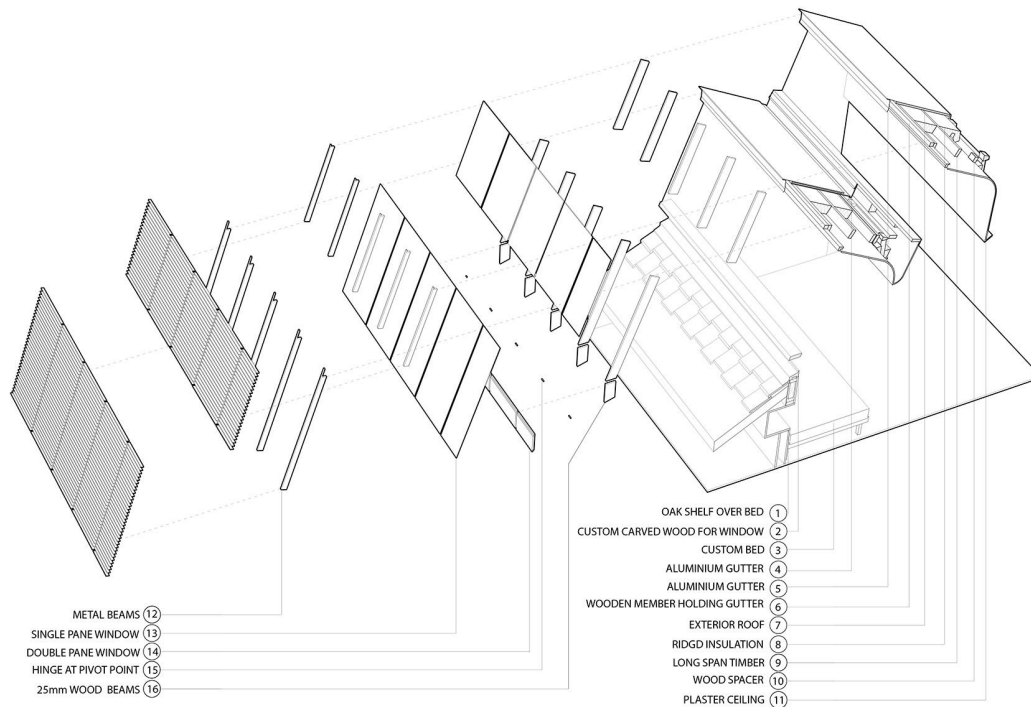 OAK SHELF OVER BED 1
CUSTOM CARVED WOOD FOR WINDOW 2
CUSTOM BED 3
ALUMINIUM GUTTER 4
ALUMINIUM GUTTER 5
WOODEN MEMBER HOLDING GUTTER 6
EXTERIOR ROOF 7
RIDGD INSULATION 8
LONG SPAN TIMBER 9
WOOD SPACER 10
PLASTER CEILING 11
METAL BEAMS 12
SINGLE PANE WINDOW 13
DOUBLE PANE WINDOW 14
HINGE AT PIVOT POINT 15
25mm WOOD BEAMS 16